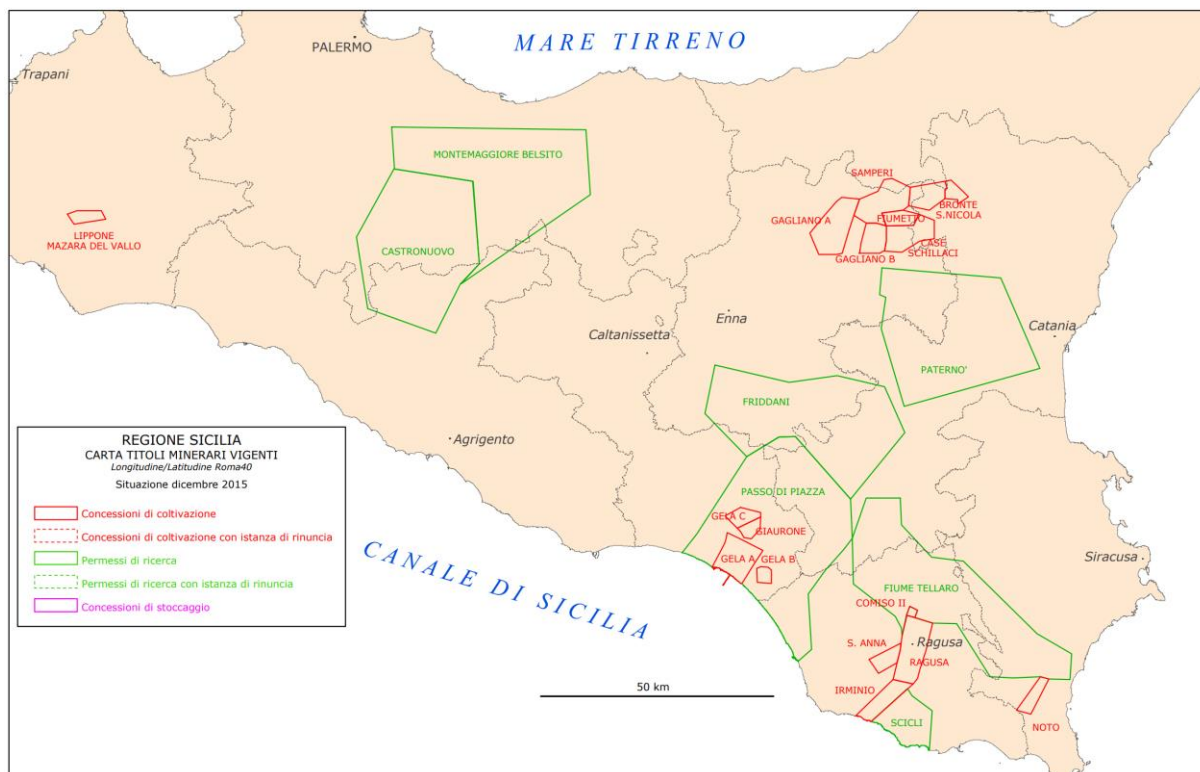 MARE TIRRENO
PALERMO
Trapani
MONTEMAGGIORE BELSITO
SAMPERI
BRONTE
S.NICOLA
GAGLIANO A
FIUMETTO
LIPPONE
MAZARA DEL VALLO
CASTRONUOVO
CASE
SCHILLACI
GAGLIANO B
Enna
Caltanissetta
Catania
PATERNO'
FRIDDANI
Agrigento
REGIONE SICILIA
CARTA TITOLI MINERARI VIGENTI
Longitudine/Latitudine Roma40
Situazione dicembre 2015
Concessioni di coltivazione
Concessioni di coltivazione con istanza di rinuncia
Permessi di ricerca
Permessi di ricerca con istanza di rinuncia
Concessioni di stoccaggio
PASSO DI PIAZZA
GELA C
GIAURONE
GELA A
GELA B
CANALE DI SICILIA
Siracusa
FIUME TELLARO
COMISO II
S. ANNA
Ragusa
RAGUSA
IRMINIO
50 km
SCICLI
NOTO